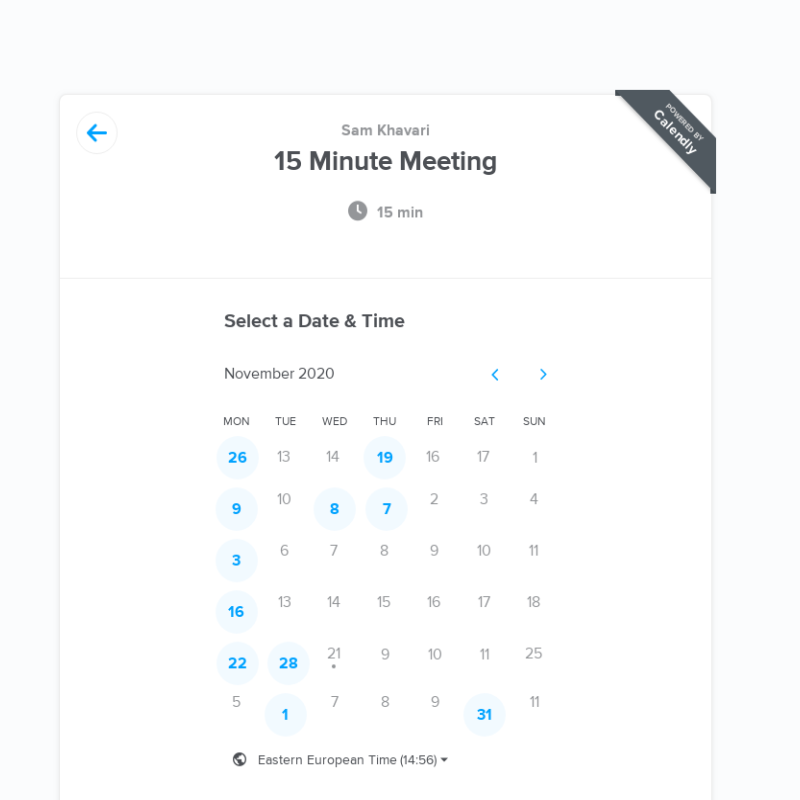 POWERED BY
Calendly
Sam Khavari
15 Minute Meeting
15 min
Select a Date & Time
November 2020
MON TUE WED THU FRI SAT SUN
26 13 14 19 16 17 1
9 10 8 7 2 3 4
3 6 7 8 9 10 11
16 13 14 15 16 17 18
22 28 21 9 10 11 25
5 1 7 8 9 31 11
Eastern European Time (14:56)